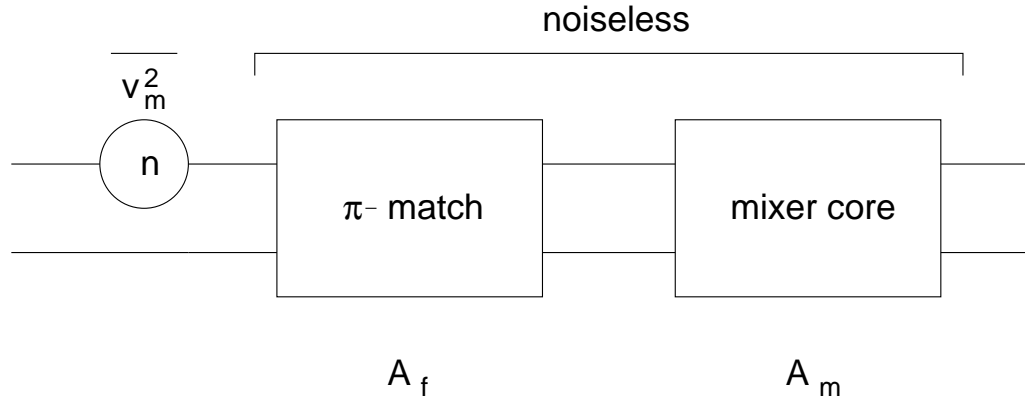 noiseless
v_m^2
n
π- match
mixer core
A_f
A_m